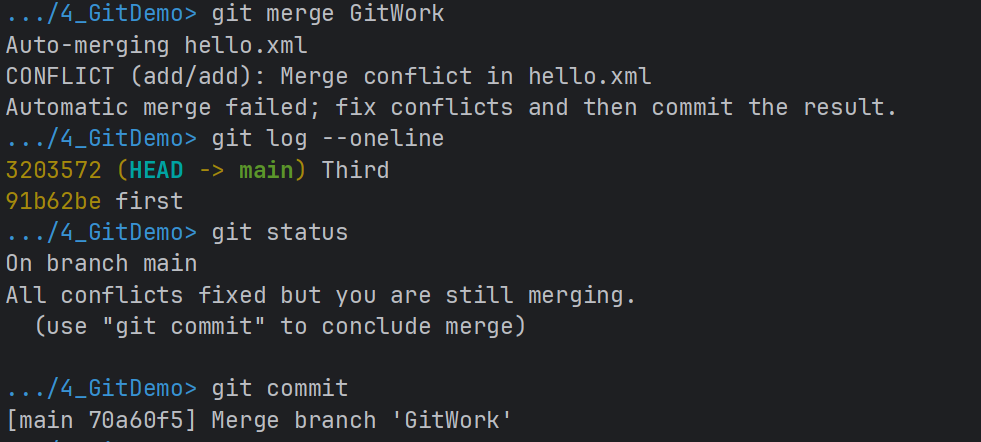 .../4_GitDemo> git merge GitWork
Auto-merging hello.xml
CONFLICT (add/add): Merge conflict in hello.xml
Automatic merge failed; fix conflicts and then commit the result.
.../4_GitDemo> git log --oneline
3203572 (HEAD -> main) Third
91b62be first
.../4_GitDemo> git status
On branch main
All conflicts fixed but you are still merging.
  (use "git commit" to conclude merge)

.../4_GitDemo> git commit
[main 70a60f5] Merge branch 'GitWork'